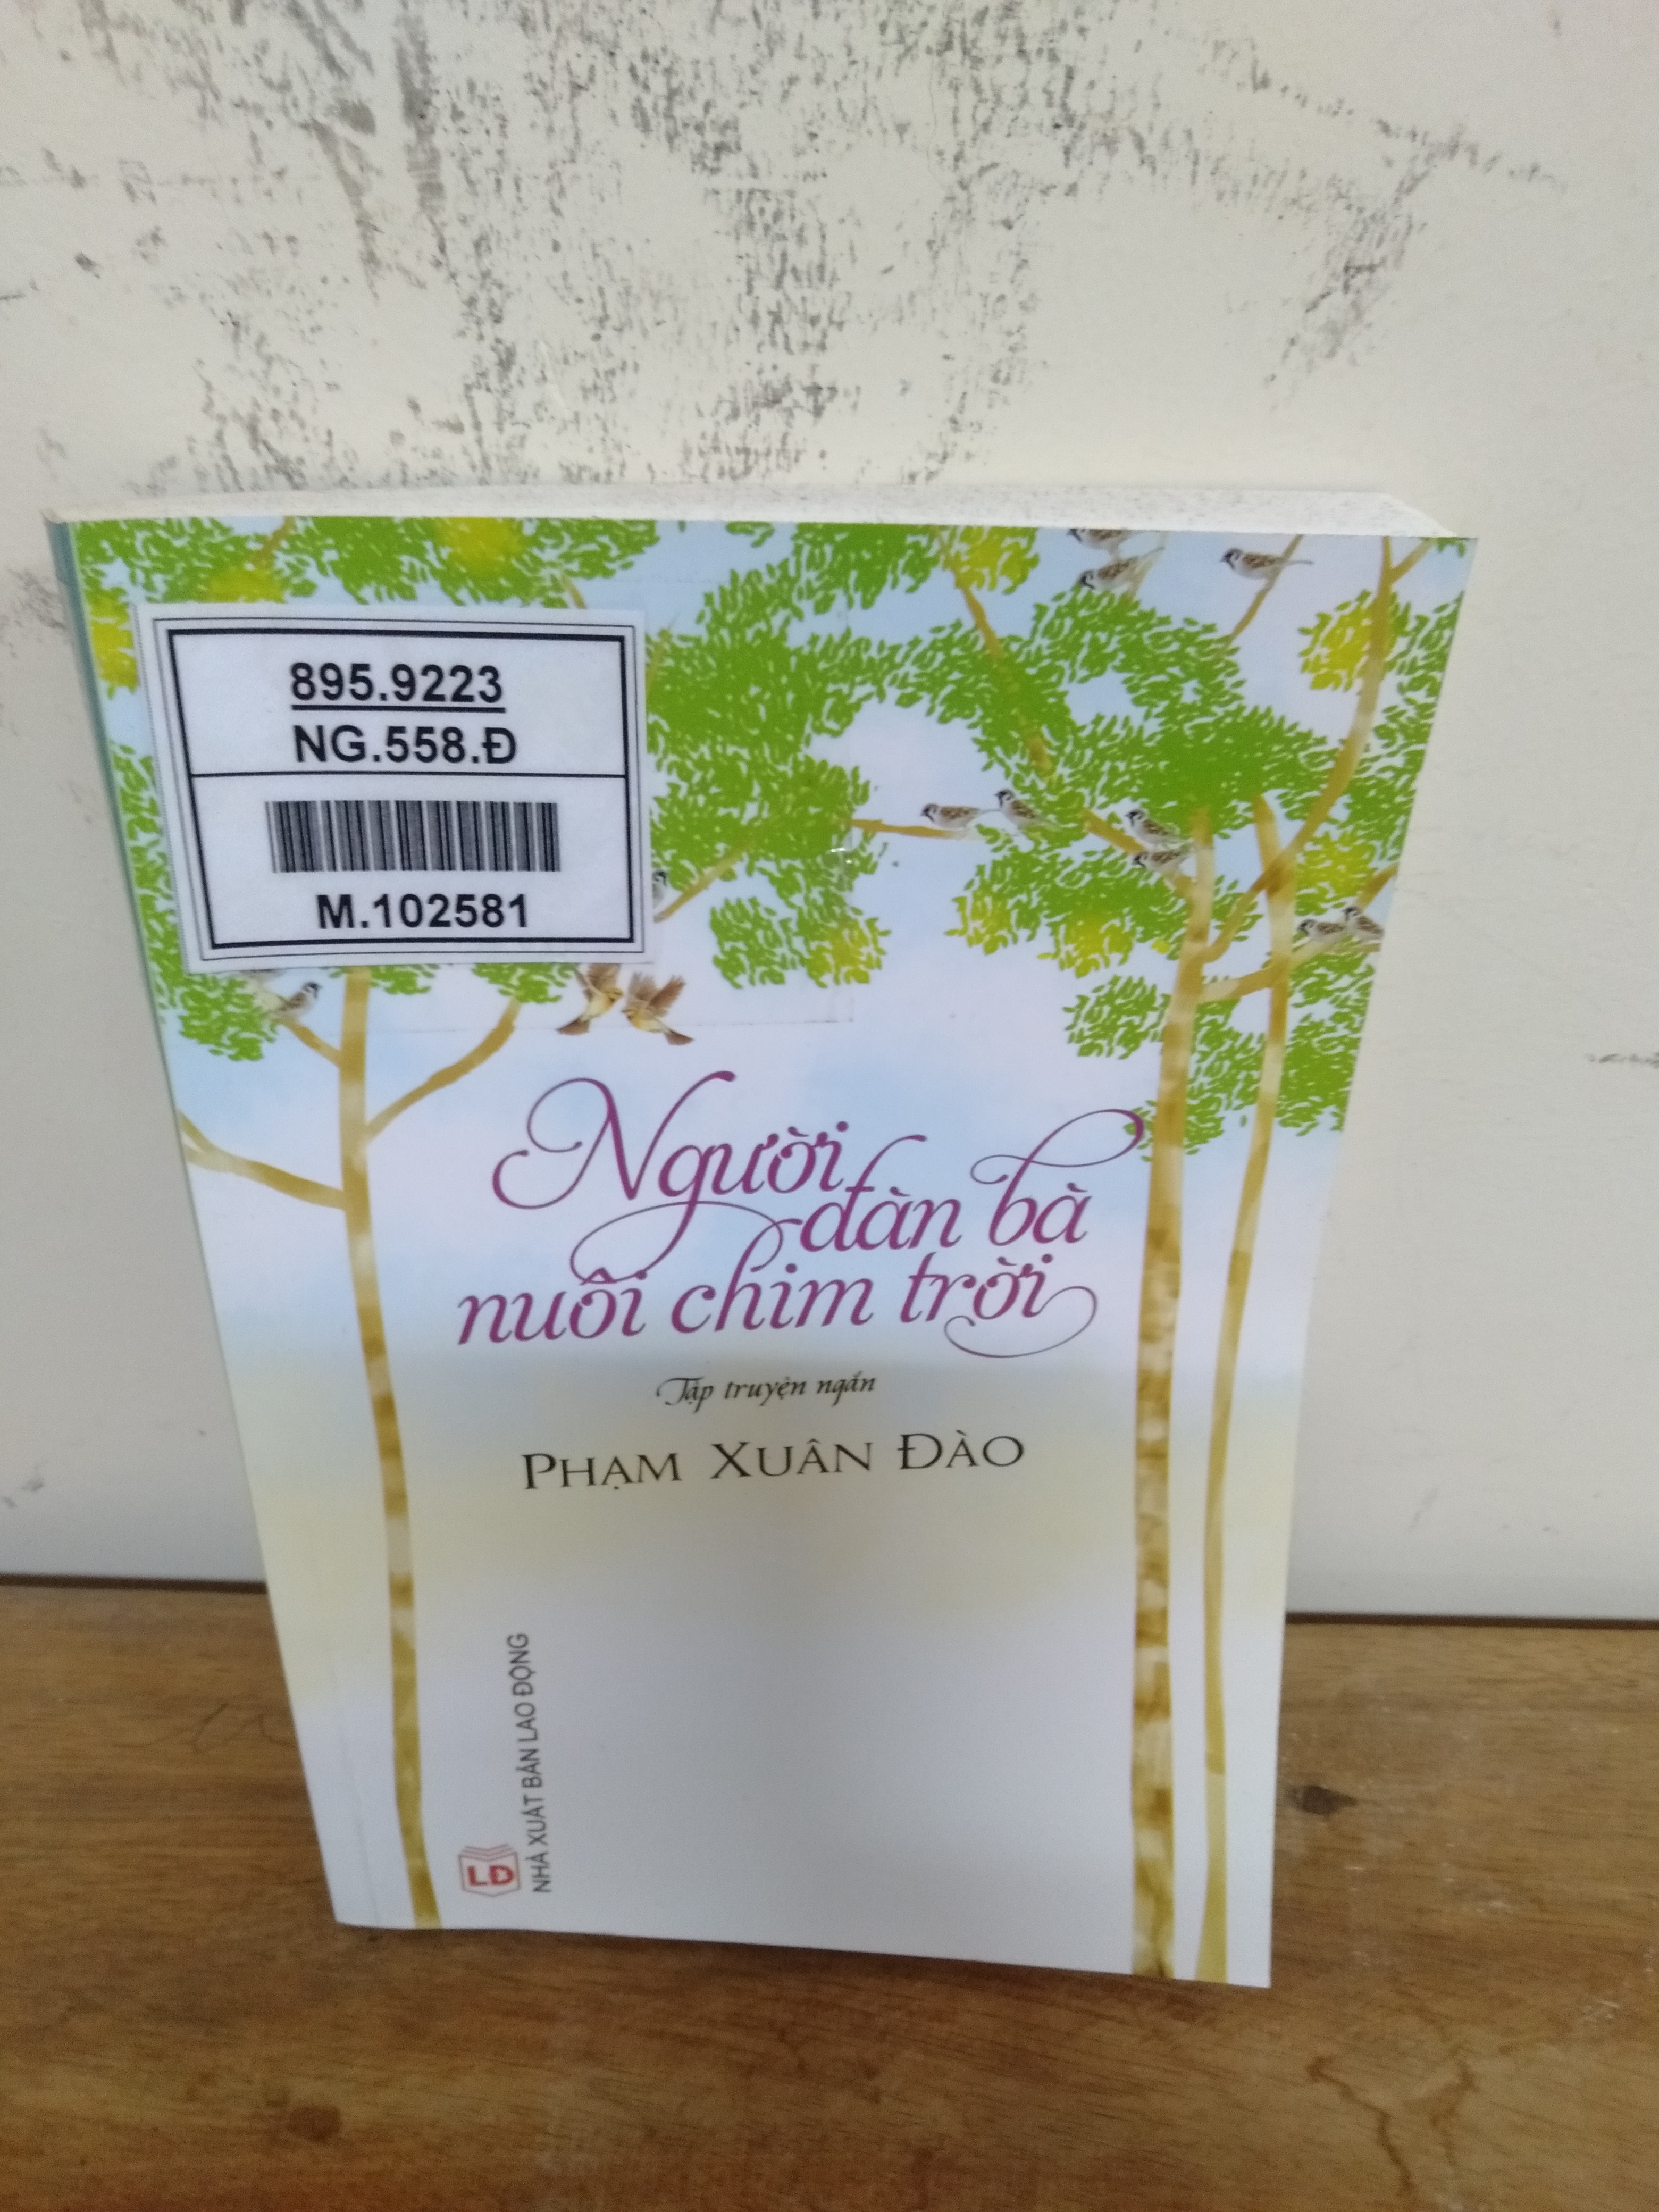 895.9223
NG.558.Đ
M.102581
Người
đàn bà
nuôi chim trời
Tập truyện ngắn
PHẠM XUÂN ĐÀO
LĐ
NHÀ XUẤT BẢN LAO ĐỘNG